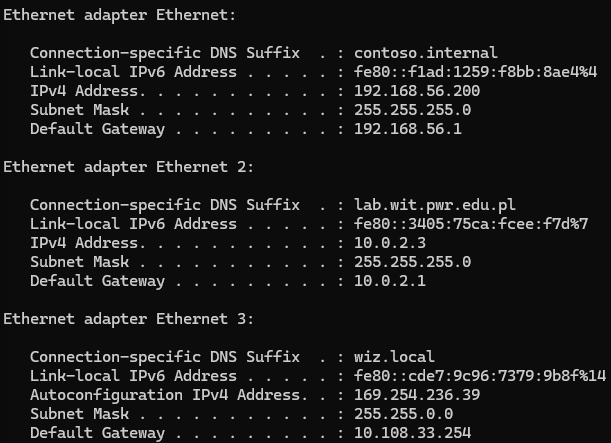 Ethernet adapter Ethernet:
Connection-specific DNS Suffix  . : contoso.internal
Link-local IPv6 Address . . . . . : fe80::f1ad:1259:f8bb:8ae4%4
IPv4 Address. . . . . . . . . . . : 192.168.56.200
Subnet Mask . . . . . . . . . . . : 255.255.255.0
Default Gateway . . . . . . . . . : 192.168.56.1
Ethernet adapter Ethernet 2:
Connection-specific DNS Suffix  . : lab.wit.pwr.edu.pl
Link-local IPv6 Address . . . . . : fe80::3405:75ca:fcee:f7d%7
IPv4 Address. . . . . . . . . . . : 10.0.2.3
Subnet Mask . . . . . . . . . . . : 255.255.255.0
Default Gateway . . . . . . . . . : 10.0.2.1
Ethernet adapter Ethernet 3:
Connection-specific DNS Suffix  . : wiz.local
Link-local IPv6 Address . . . . . : fe80::cde7:9c96:7379:9b8f%14
Autoconfiguration IPv4 Address. . : 169.254.236.39
Subnet Mask . . . . . . . . . . . : 255.255.0.0
Default Gateway . . . . . . . . . : 10.108.33.254